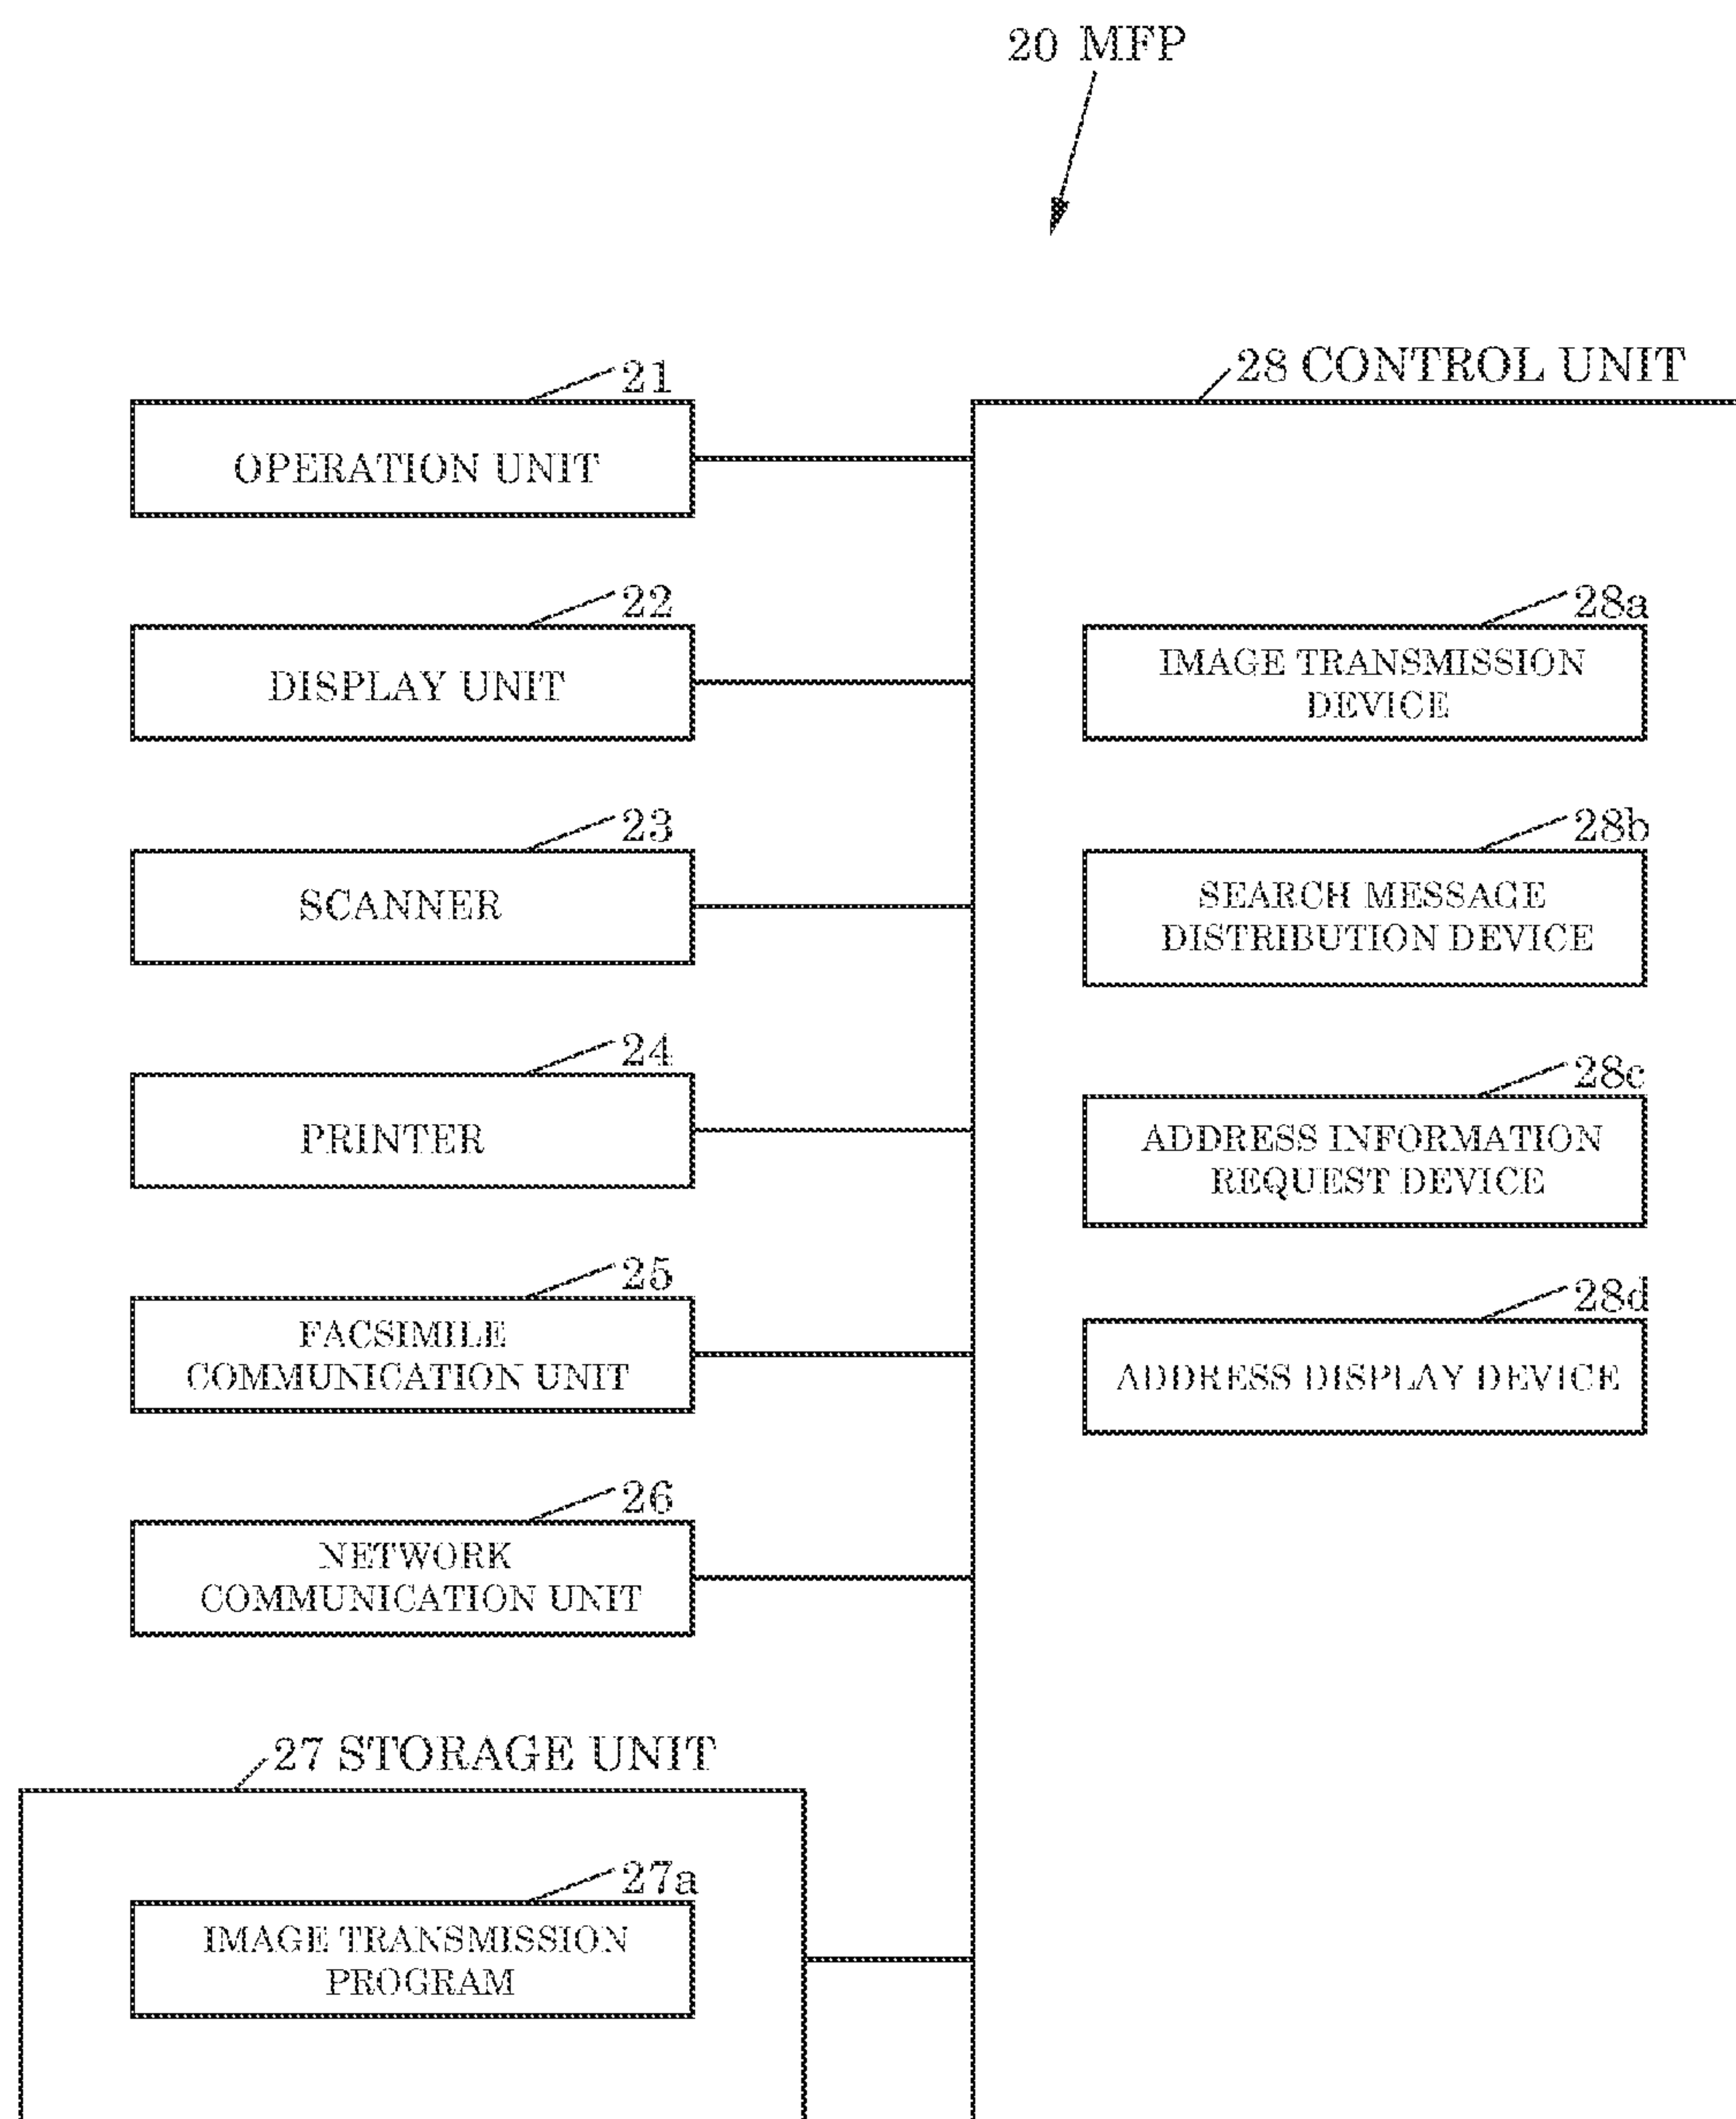 20 MFP
21
OPERATION UNIT
22
DISPLAY UNIT
23
SCANNER
24
PRINTER
25
FACSIMILE
COMMUNICATION UNIT
26
NETWORK
COMMUNICATION UNIT
27 STORAGE UNIT
27a
IMAGE TRANSMISSION
PROGRAM
28 CONTROL UNIT
28a
IMAGE TRANSMISSION
DEVICE
28b
SEARCH MESSAGE
DISTRIBUTION DEVICE
28c
ADDRESS INFORMATION
REQUEST DEVICE
28d
ADDRESS DISPLAY DEVICE